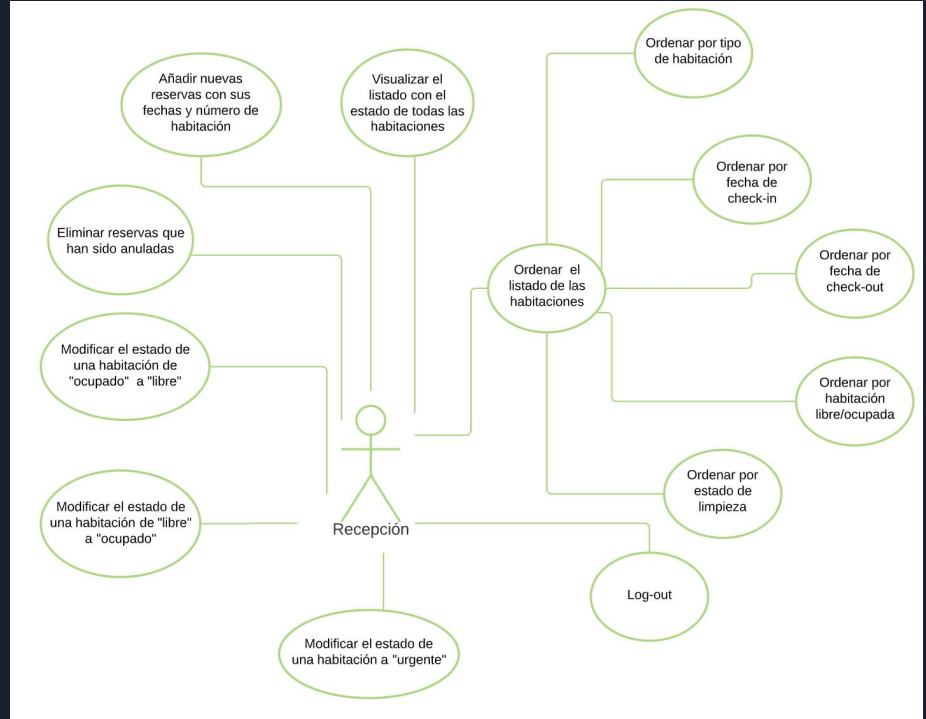 Ordenar por tipo
de habitación
Añadir nuevas
reservas con sus
fechas y número de
habitación
Visualizar el
listado con el
estado de todas las
habitaciones
Ordenar por
fecha de
check-in
Eliminar reservas que
han sido anuladas
Ordenar el
listado de las
habitaciones
Ordenar por
fecha de
check-out
Modificar el estado de
una habitación de
"ocupado" a "libre"
Ordenar por
habitación
libre/ocupada
Ordenar por
estado de
limpieza
Modificar el estado de
una habitación de "libre"
a "ocupado"
Recepción
Log-out
Modificar el estado de
una habitación a "urgente"